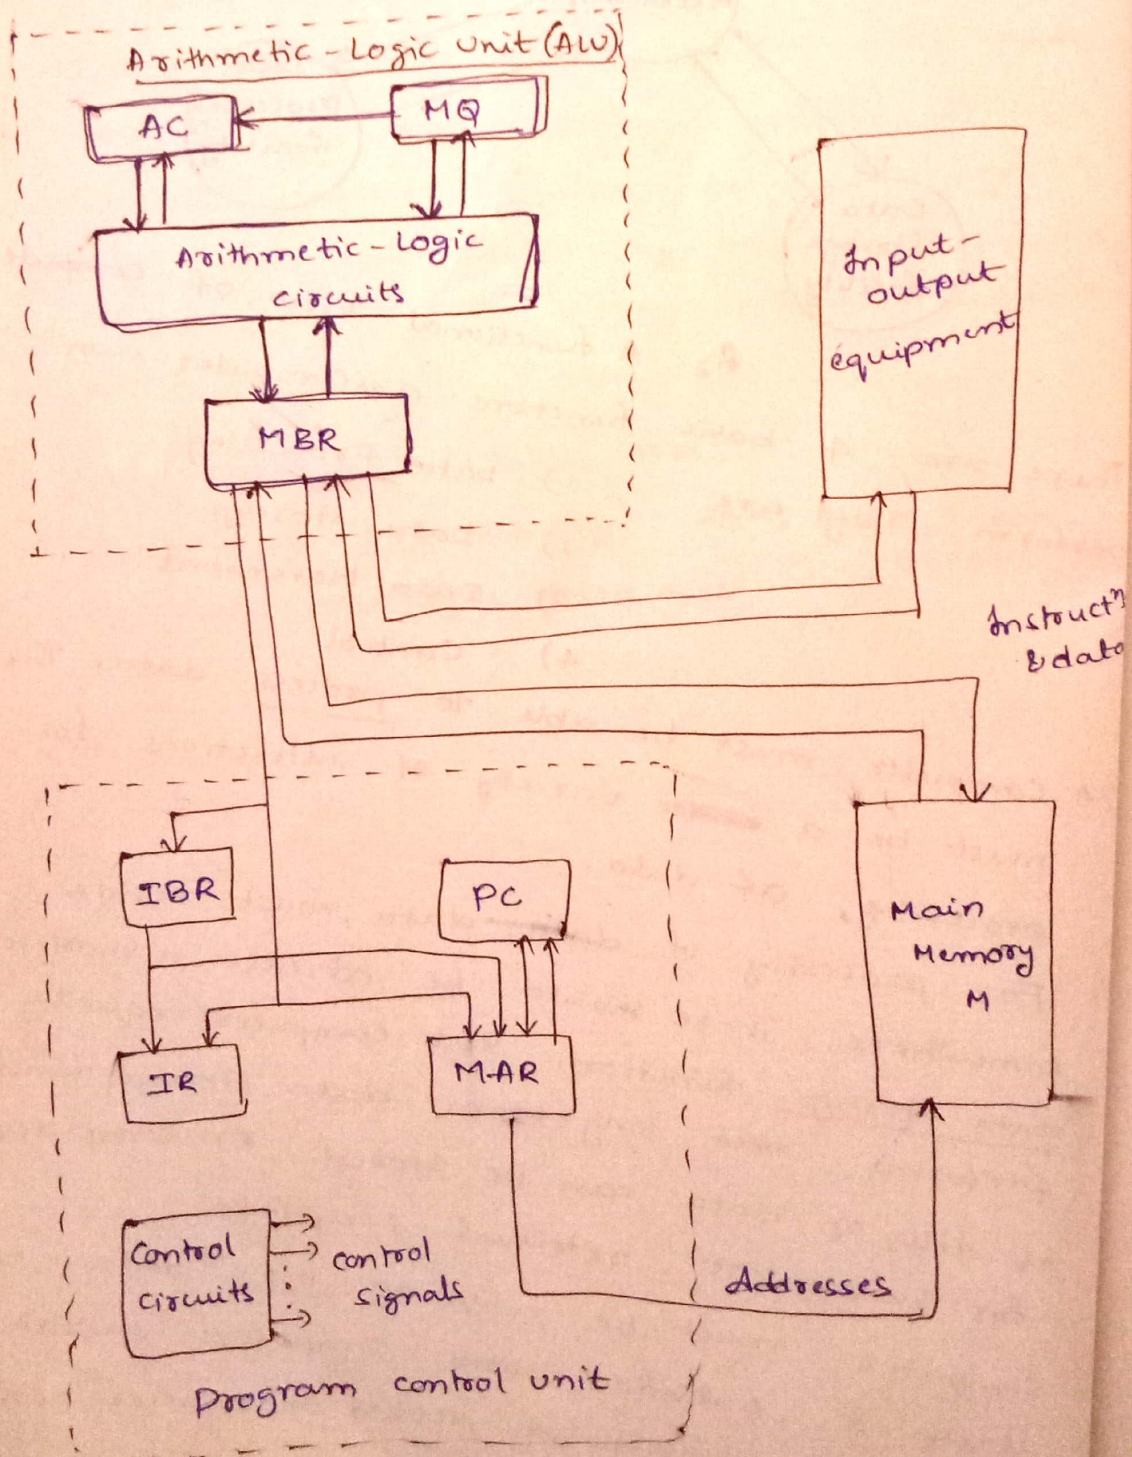 Arithmetic - Logic unit (ALU)
AC
MQ
Arithmetic - Logic
circuits
MBR
Input -
output
equipment
Instructn
& data
IBR
PC
Main
Memory
M
IR
MAR
Control
circuits
control
signals
Addresses
Program control unit